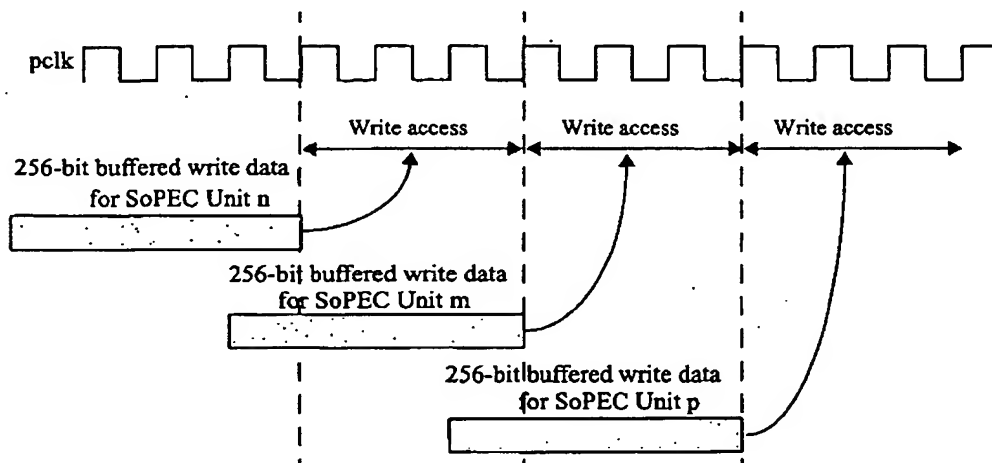 pclk
Write access
Write access
Write access
256-bit buffered write data
for SoPEC Unit n
256-bit buffered write data
for SoPEC Unit m
256-bit buffered write data
for SoPEC Unit p